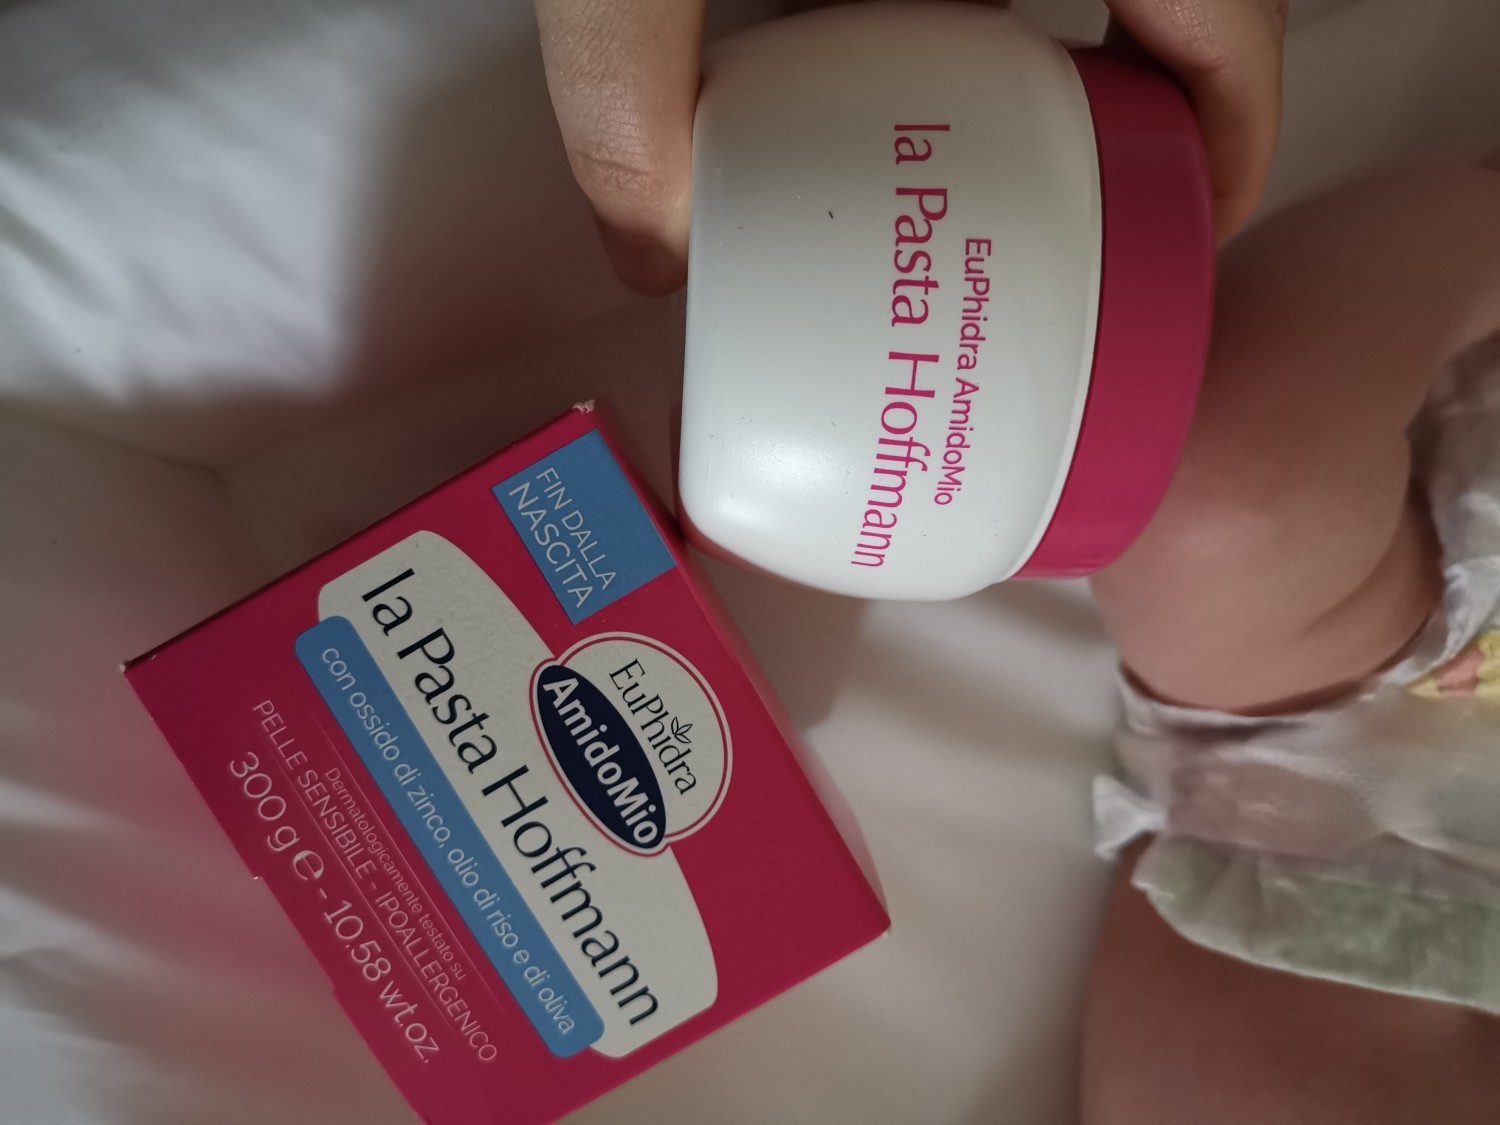 EuPhidra AmidoMio
la Pasta Hoffmann
FIN DALLA
NASCITA
EuPhidra
AmidoMio
la Pasta Hoffmann
con ossido di zinco, olio di riso e di oliva
Dermatologicamente testato su
PELLE SENSIBILE - IPOALLERGENICO
300 g ℮ - 10.58 wt.oz.